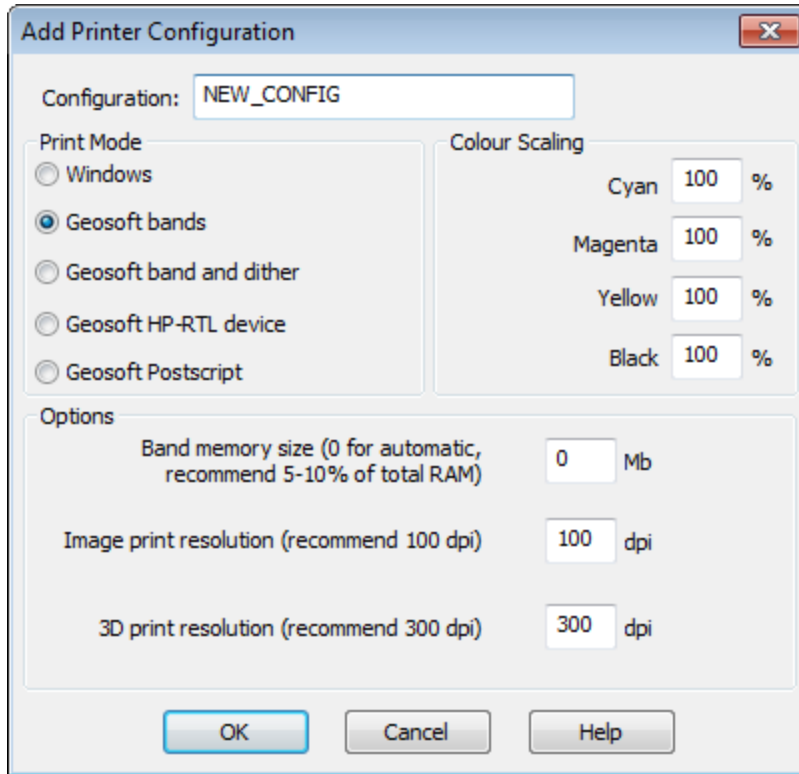 Add Printer Configuration
Configuration: NEW_CONFIG
Print Mode
Windows
Geosoft bands
Geosoft band and dither
Geosoft HP-RTL device
Geosoft Postscript
Colour Scaling
Cyan 100 %
Magenta 100 %
Yellow 100 %
Black 100 %
Options
Band memory size (0 for automatic,
recommend 5-10% of total RAM) 0 Mb
Image print resolution (recommend 100 dpi) 100 dpi
3D print resolution (recommend 300 dpi) 300 dpi
OK Cancel Help